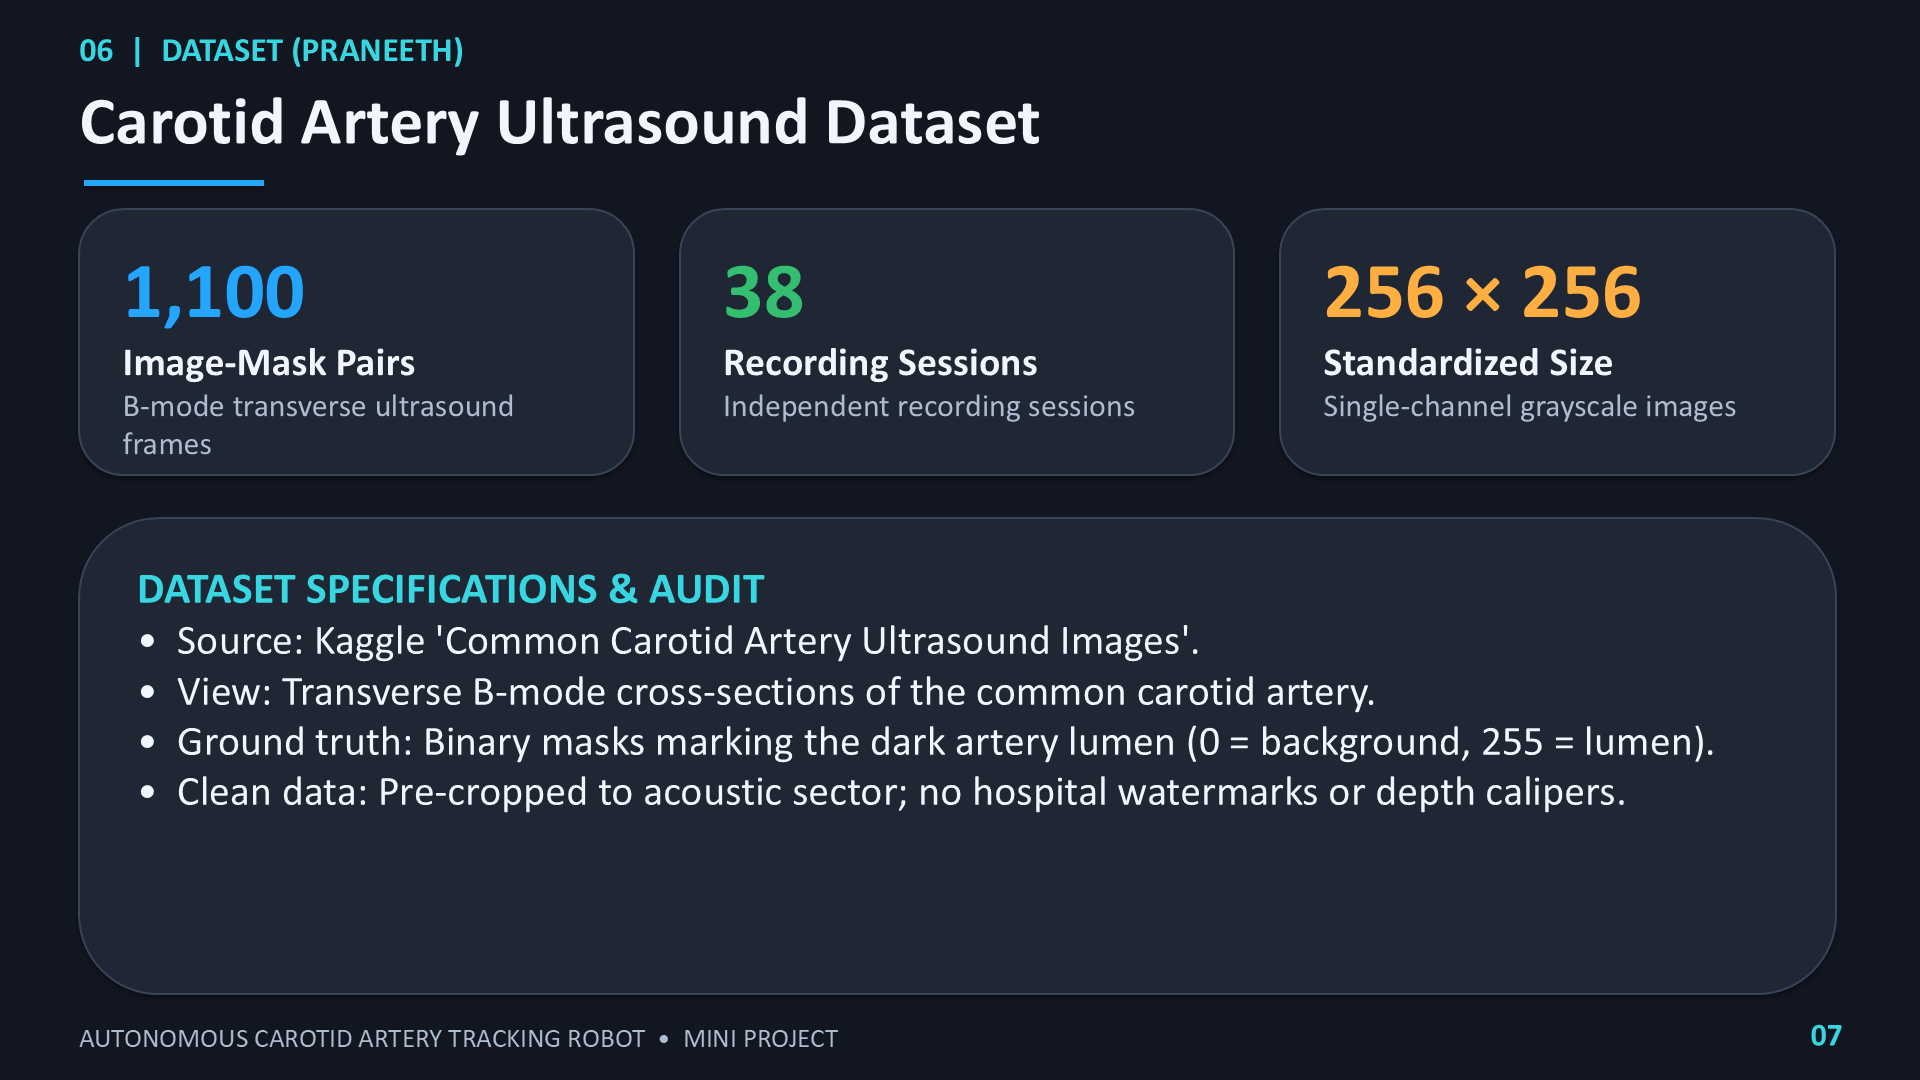 06 | DATASET (PRANEETH)
Carotid Artery Ultrasound Dataset
1,100
Image-Mask Pairs
B-mode transverse ultrasound
frames
38
Recording Sessions
Independent recording sessions
256 × 256
Standardized Size
Single-channel grayscale images
DATASET SPECIFICATIONS & AUDIT
• Source: Kaggle 'Common Carotid Artery Ultrasound Images'.
• View: Transverse B-mode cross-sections of the common carotid artery.
• Ground truth: Binary masks marking the dark artery lumen (0 = background, 255 = lumen).
• Clean data: Pre-cropped to acoustic sector; no hospital watermarks or depth calipers.
AUTONOMOUS CAROTID ARTERY TRACKING ROBOT • MINI PROJECT
07